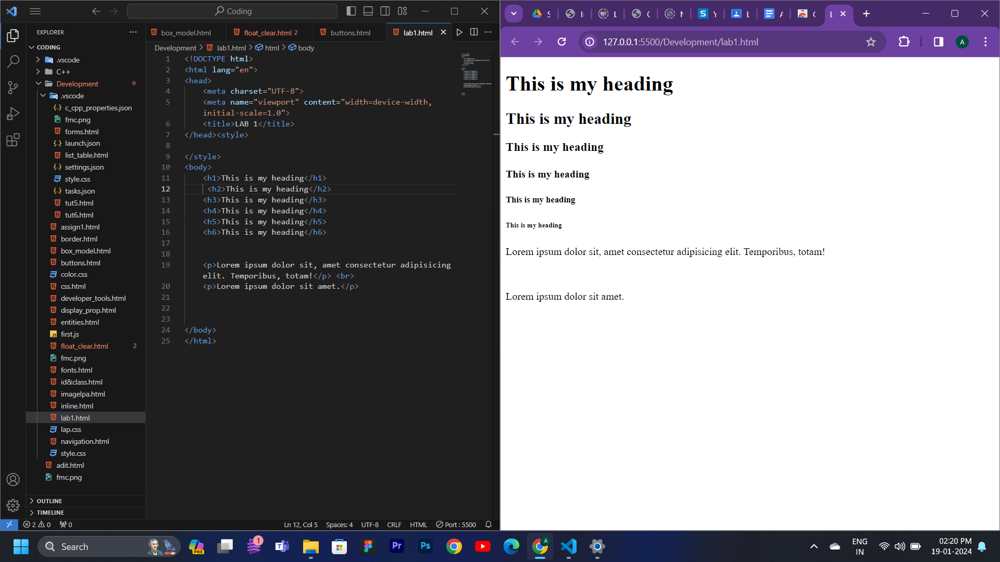 Coding
EXPLORER
CODING
.vscode
C++
Development
.vscode
c_cpp_properties.json
fmc.png
forms.html
launch.json
list_table.html
settings.json
style.css
tasks.json
tut5.html
tut6.html
assign1.html
border.html
box_model.html
buttons.html
color.css
css.html
developer_tools.html
display_prop.html
entities.html
first.js
float_clear.html 2
fmc.png
fonts.html
id&class.html
imagelpa.html
inline.html
lab1.html
lap.css
navigation.html
style.css
adit.html
fmc.png
OUTLINE
TIMELINE
box_model.html float_clear.html 2 buttons.html lab1.html
Development > lab1.html > html > body
1 <!DOCTYPE html>
2 <html lang="en">
3 <head>
4 <meta charset="UTF-8">
5 <meta name="viewport" content="width=device-width,
initial-scale=1.0">
6 <title>LAB 1</title>
7 </head><style>
8
9 </style>
10 <body>
11 <h1>This is my heading</h1>
12 <h2>This is my heading</h2>
13 <h3>This is my heading</h3>
14 <h4>This is my heading</h4>
15 <h5>This is my heading</h5>
16 <h6>This is my heading</h6>
17
18
19 <p>Lorem ipsum dolor sit, amet consectetur adipisicing
elit. Temporibus, totam!</p> <br>
20 <p>Lorem ipsum dolor sit amet.</p>
21
22
23
24 </body>
25 </html>
2 0 0 Ln 12, Col 5 Spaces: 4 UTF-8 CRLF HTML Port : 5500
127.0.0.1:5500/Development/lab1.html A
This is my heading
This is my heading
This is my heading
This is my heading
This is my heading
This is my heading
Lorem ipsum dolor sit, amet consectetur adipisicing elit. Temporibus, totam!
Lorem ipsum dolor sit amet.
Search PRE 1 Pr Ps A ENG 02:20 PM
IN 19-01-2024